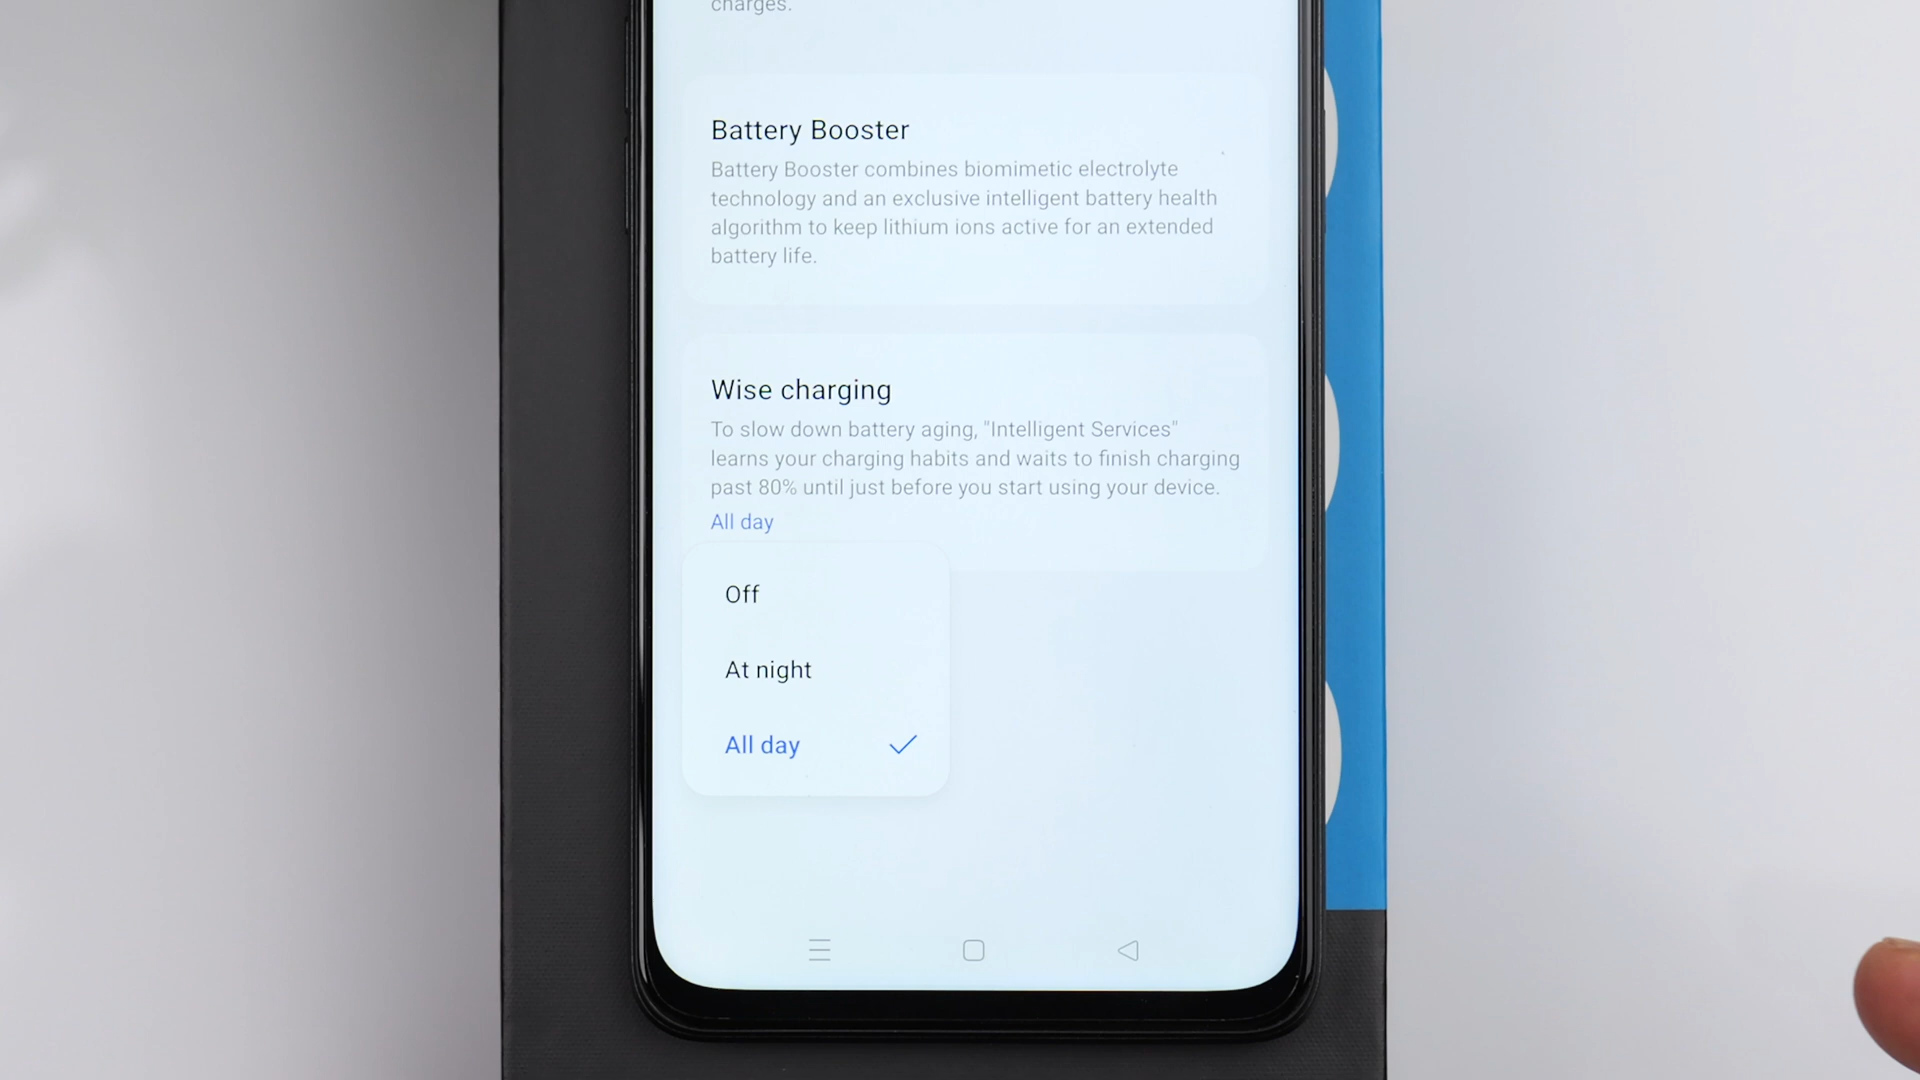 charges.
Battery Booster
Battery Booster combines biomimetic electrolyte
technology and an exclusive intelligent battery health
algorithm to keep lithium ions active for an extended
battery life.
Wise charging
To slow down battery aging, "Intelligent Services"
learns your charging habits and waits to finish charging
past 80% until just before you start using your device.
All day
Off
At night
All day